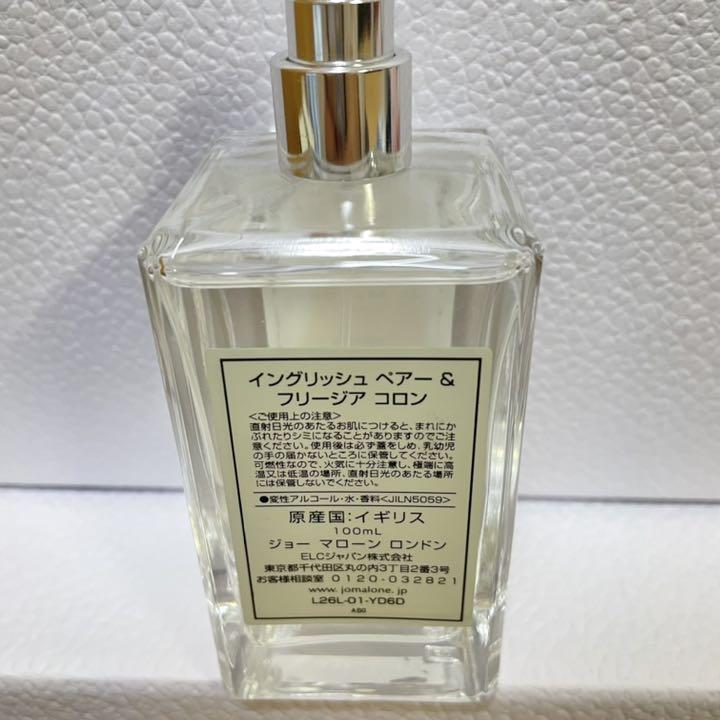 イングリッシュ ペアー &
フリージア コロン
<ご使用上の注意>
直射日光のあたるお肌につけると、まれにか
ぶれたりシミになることがありますのでご注
意ください。使用後は必ず蓋をしめ、乳幼児
の手の届かないところに保管してください。
可燃性なので、火気に十分注意し、極端に高
温又は低温の場所、直射日光のあたる場所
には保管しないでください。
●変性アルコール・水・香料<JILN5059>
原産国:イギリス
100mL
ジョー マローン ロンドン
ELCジャパン株式会社
東京都千代田区丸の内3丁目2番3号
お客様相談室 0120-032821
www.jomalone.jp
L26L-01-YD6D